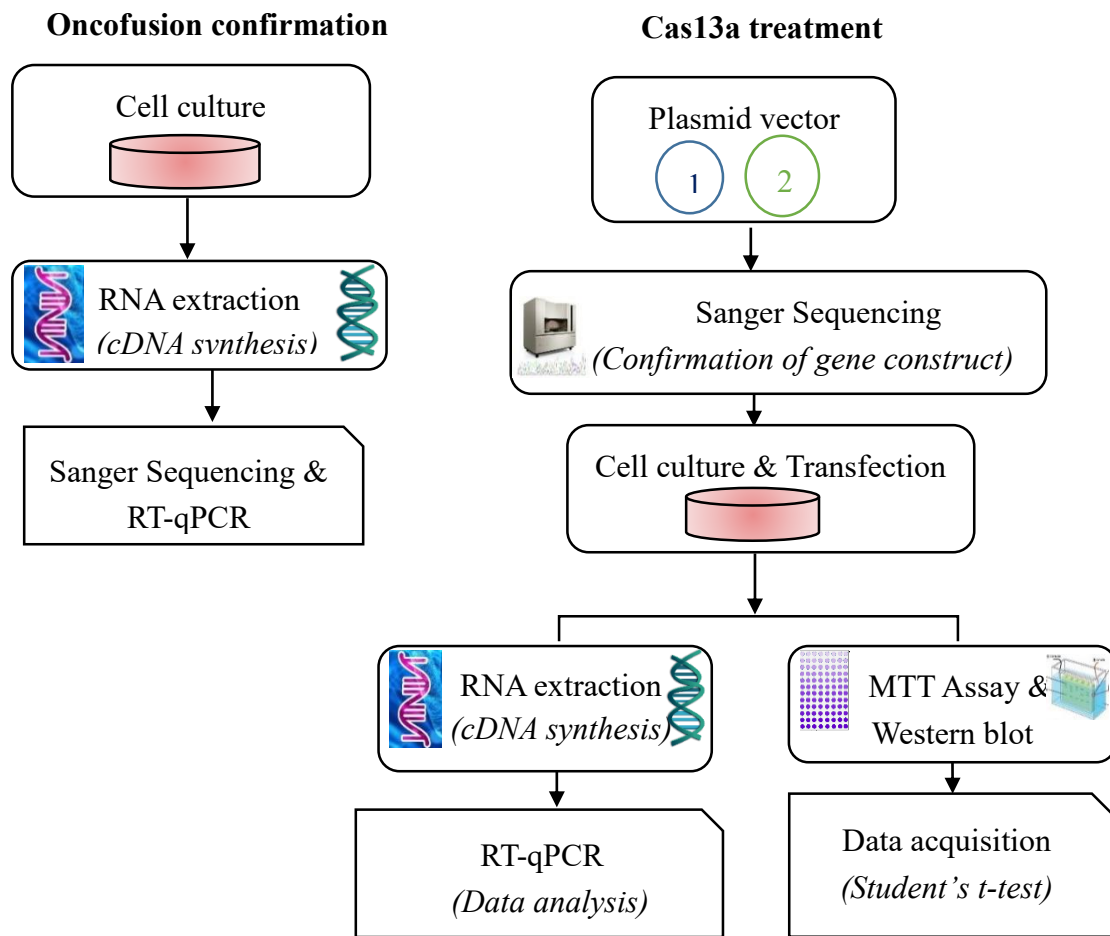 Oncofusion confirmation
Cell culture
RNA extraction
(cDNA synthesis)
Sanger Sequencing &
RT-qPCR
Cas13a treatment
Plasmid vector
1
2
Sanger Sequencing
(Confirmation of gene construct)
Cell culture & Transfection
RNA extraction
(cDNA synthesis)
RT-qPCR
(Data analysis)
MTT Assay &
Western blot
Data acquisition
(Student’s t-test)